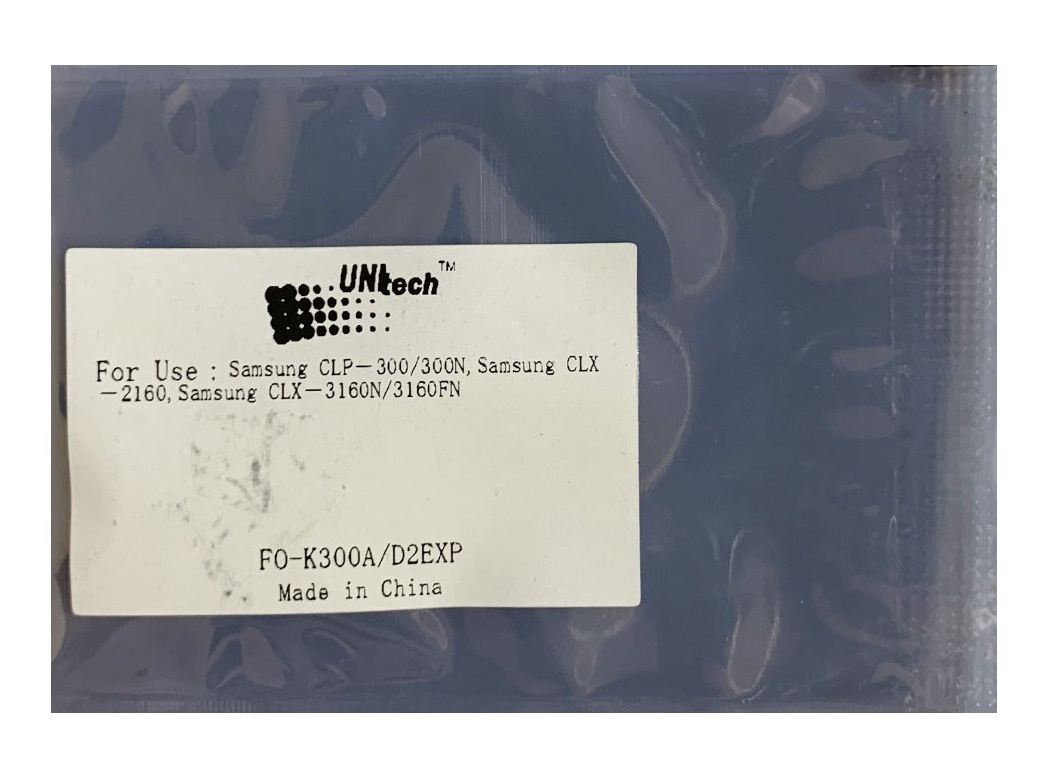 UNItech™
For Use : Samsung CLP-300/300N, Samsung CLX
-2160, Samsung CLX-3160N/3160FN
FO-K300A/D2EXP
Made in China